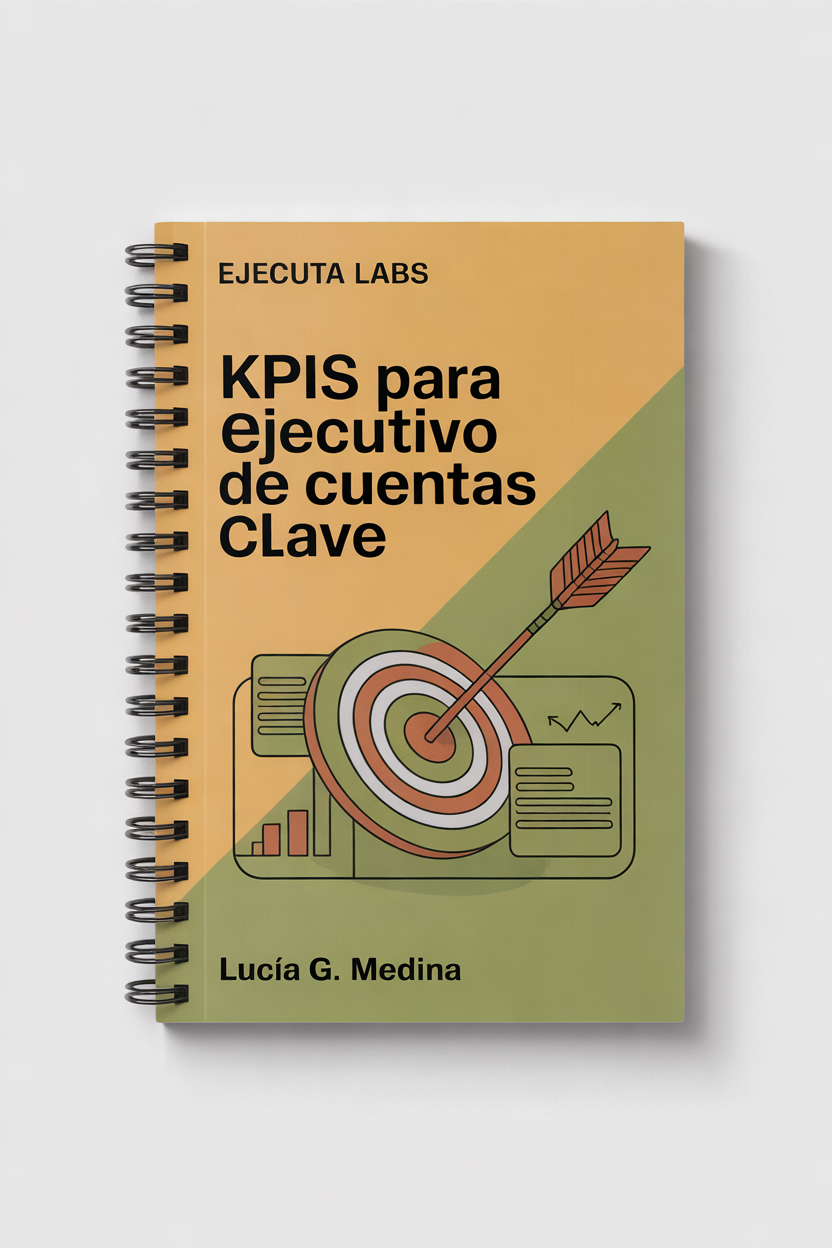 EJECUTA LABS
KPIS para
ejecutivo
de cuentas
CLave
Lucía G. Medina